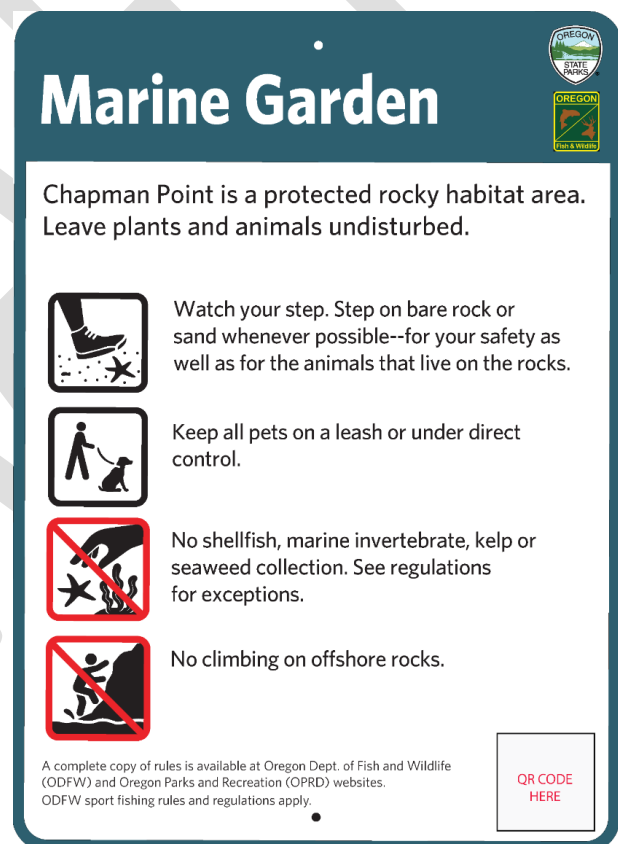 OREGON
STATE
PARKS
OREGON
Fish & Wildlife
Marine Garden
Chapman Point is a protected rocky habitat area.
Leave plants and animals undisturbed.
Watch your step. Step on bare rock or
sand whenever possible--for your safety as
well as for the animals that live on the rocks.
Keep all pets on a leash or under direct
control.
No shellfish, marine invertebrate, kelp or
seaweed collection. See regulations
for exceptions.
No climbing on offshore rocks.
A complete copy of rules is available at Oregon Dept. of Fish and Wildlife
(ODFW) and Oregon Parks and Recreation (OPRD) websites.
ODFW sport fishing rules and regulations apply.
QR CODE
HERE